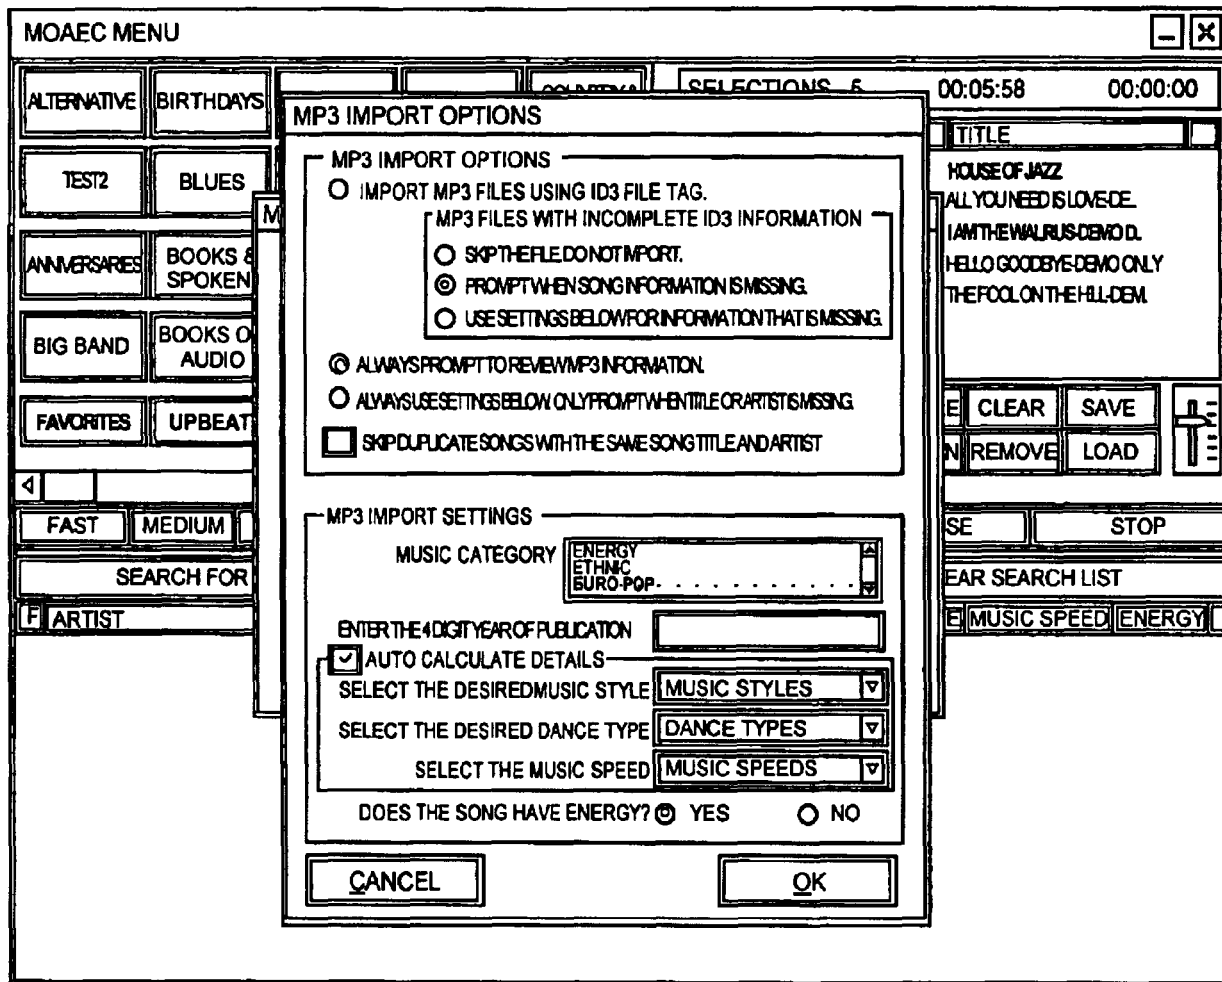 MOAEC MENU
ALTERNATIVE BIRTHDAYS
SELECTIONS 5 00:05:58 00:00:00
MP3 IMPORT OPTIONS
TITLE
MP3 IMPORT OPTIONS
HOUSE OF JAZZ
TEST2 BLUES
IMPORT MP3 FILES USING ID3 FILE TAG.
ALL YOU NEED IS LOVE-DE..
M
MP3 FILES WITH INCOMPLETE ID3 INFORMATION
I AM THE WALRUS-DEMO D..
ANNIVERSARIES BOOKS & SPOKEN
SKIP THE FILE. DO NOT IMPORT.
HELLO GOODBYE-DEMO ONLY
PROMPT WHEN SONG INFORMATION IS MISSING.
THE FOOL ON THE HILL-DEM.
USE SETTINGS BELOW FOR INFORMATION THAT IS MISSING.
BIG BAND BOOKS O AUDIO
ALWAYS PROMPT TO REVIEW MP3 INFORMATION.
ALWAYS USE SETTINGS BELOW. ONLY PROMPT WHEN TITLE OR ARTIST IS MISSING.
E CLEAR SAVE
FAVORITES UPBEAT
SKIP DUPLICATE SONGS WITH THE SAME SONG TITLE AND ARTIST
N REMOVE LOAD
FAST MEDIUM
MP3 IMPORT SETTINGS
SE STOP
MUSIC CATEGORY
ENERGY
ETHNIC
EURO-POP
SEARCH FOR
EAR SEARCH LIST
F ARTIST
E MUSIC SPEED ENERGY
ENTER THE 4 DIGIT YEAR OF PUBLICATION
AUTO CALCULATE DETAILS
SELECT THE DESIREDMUSIC STYLE MUSIC STYLES
SELECT THE DESIRED DANCE TYPE DANCE TYPES
SELECT THE MUSIC SPEED MUSIC SPEEDS
DOES THE SONG HAVE ENERGY? YES NO
CANCEL OK